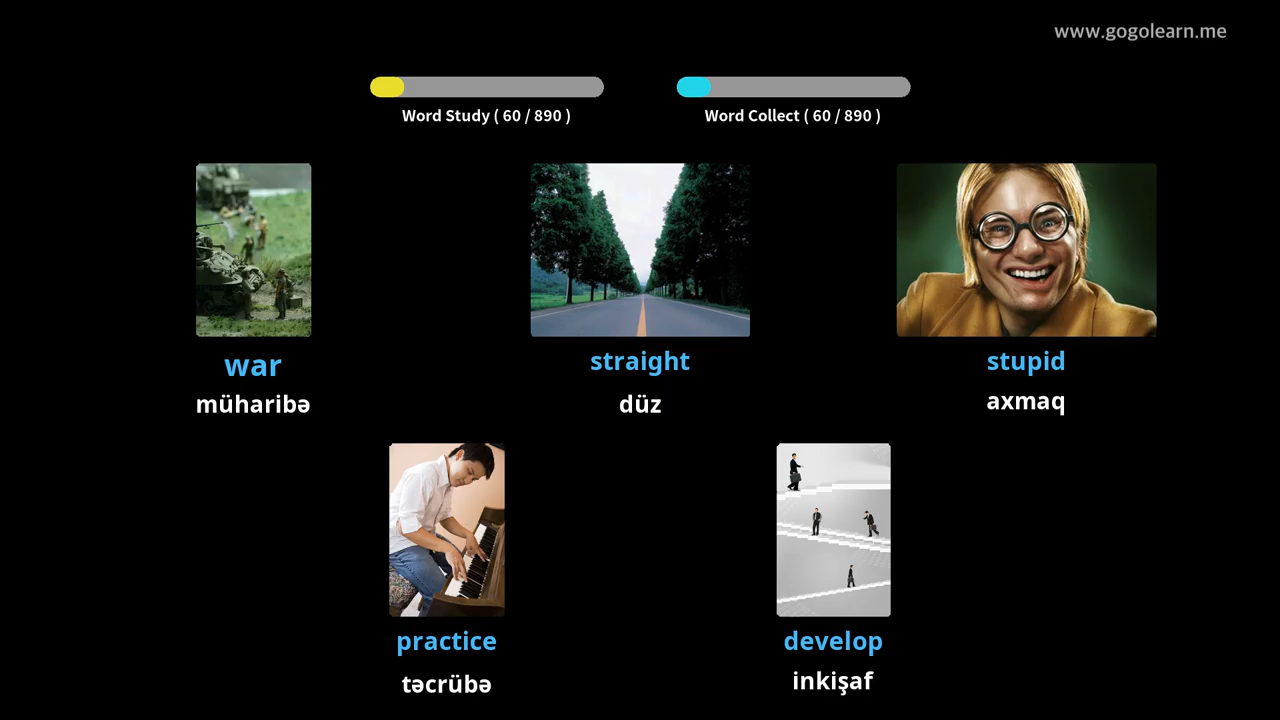 www.gogolearn.me
Word Study ( 60 / 890 )
Word Collect ( 60 / 890 )
war
straight
stupid
müharibə
düz
axmaq
practice
develop
təcrübə
inkişaf